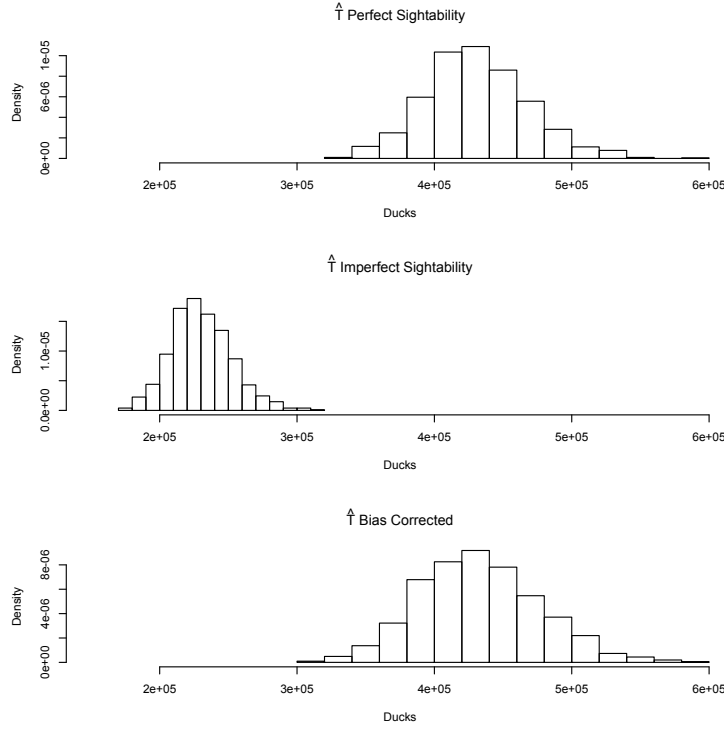 T̂ Perfect Sightability
Density
0e+00 6e-06 1e-05
2e+05 3e+05 4e+05 5e+05 6e+05
Ducks
T̂ Imperfect Sightability
Density
0.0e+00 1.0e-05
2e+05 3e+05 4e+05 5e+05 6e+05
Ducks
T̂ Bias Corrected
Density
0e+00 4e-06 8e-06
2e+05 3e+05 4e+05 5e+05 6e+05
Ducks